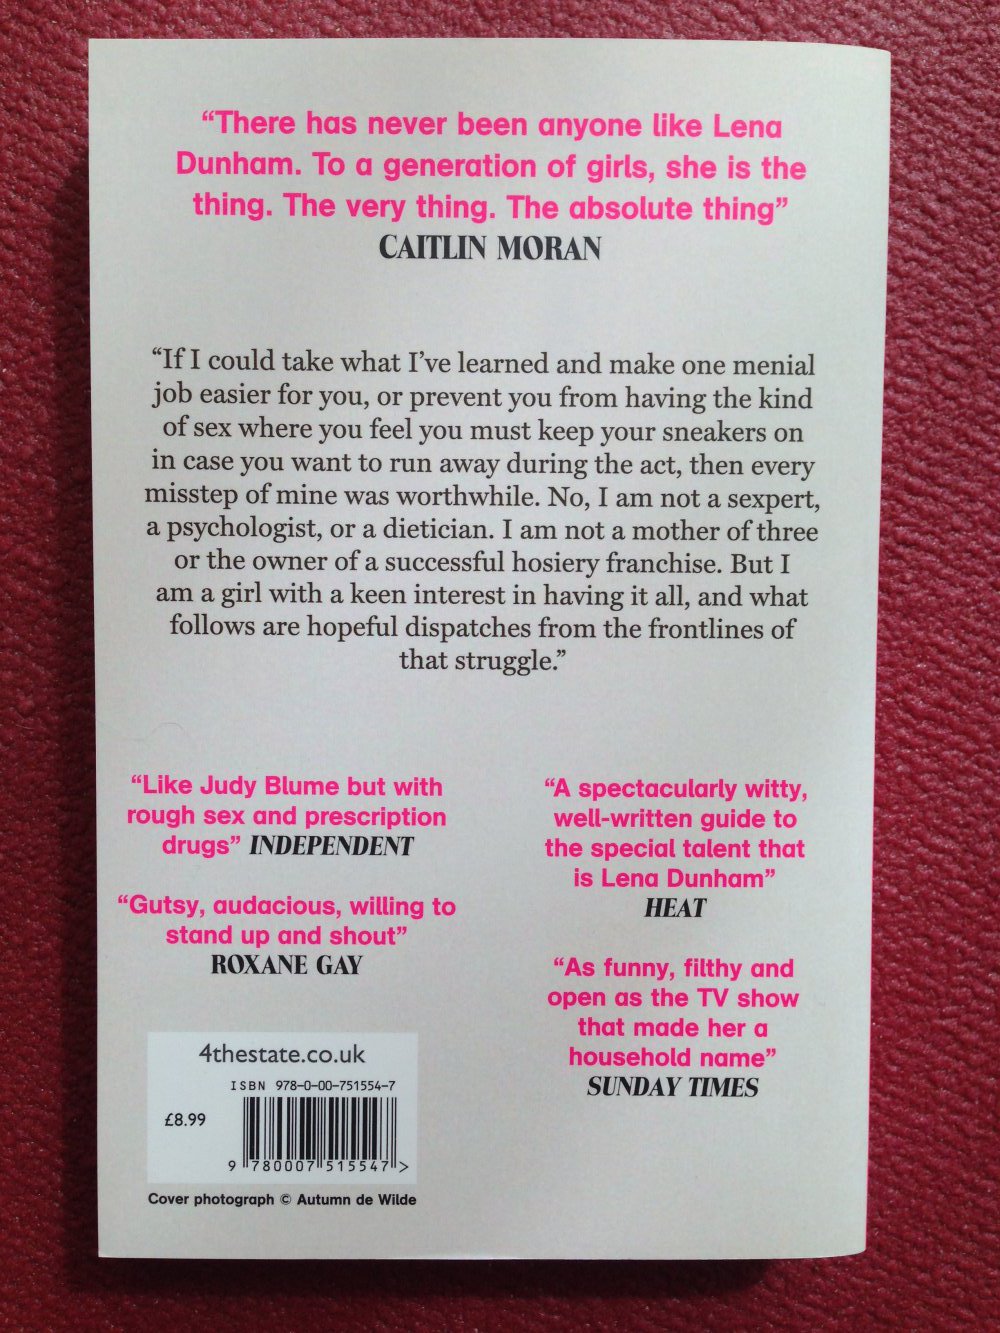 “There has never been anyone like Lena
Dunham. To a generation of girls, she is the
thing. The very thing. The absolute thing”
CAITLIN MORAN
“If I could take what I’ve learned and make one menial
job easier for you, or prevent you from having the kind
of sex where you feel you must keep your sneakers on
in case you want to run away during the act, then every
misstep of mine was worthwhile. No, I am not a sexpert,
a psychologist, or a dietician. I am not a mother of three
or the owner of a successful hosiery franchise. But I
am a girl with a keen interest in having it all, and what
follows are hopeful dispatches from the frontlines of
that struggle.”
“Like Judy Blume but with
rough sex and prescription
drugs” INDEPENDENT
“Gutsy, audacious, willing to
stand up and shout”
ROXANE GAY
“A spectacularly witty,
well-written guide to
the special talent that
is Lena Dunham”
HEAT
“As funny, filthy and
open as the TV show
that made her a
household name”
SUNDAY TIMES
4thestate.co.uk
ISBN 978-0-00-751554-7
£8.99
9 780007 515547 >
Cover photograph © Autumn de Wilde